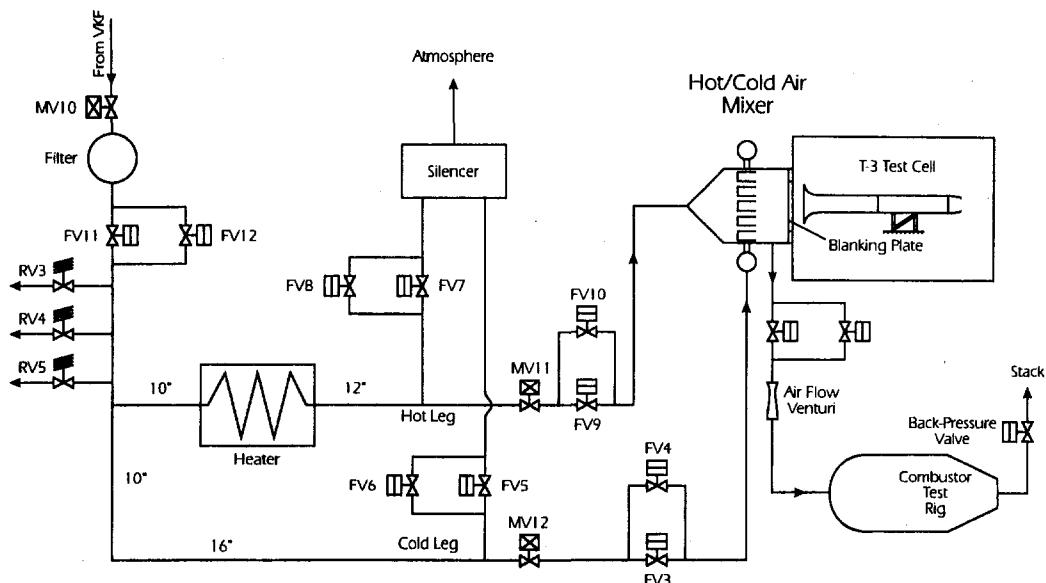 From VKF
MV10
Filter
FV11
FV12
RV3
RV4
RV5
10"
Heater
12"
Hot Leg
10"
16"
Cold Leg
Atmosphere
Silencer
FV8
FV7
FV6
FV5
MV11
FV10
FV9
MV12
FV4
FV3
Hot/Cold Air
Mixer
T-3 Test Cell
Blanking Plate
Air Flow
Venturi
Stack
Back-Pressure
Valve
Combustor
Test
Rig